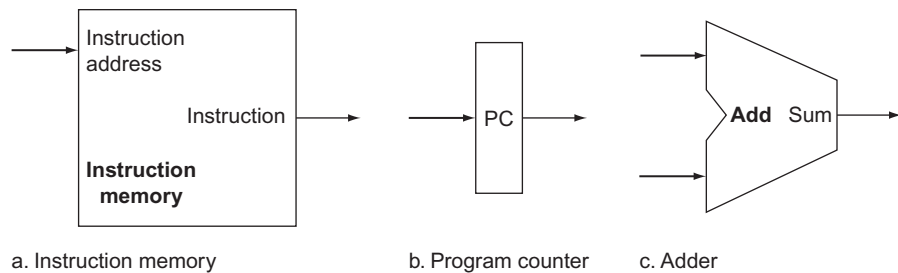 Instruction
address
Instruction
Instruction
memory
PC
Add Sum
a. Instruction memory
b. Program counter
c. Adder